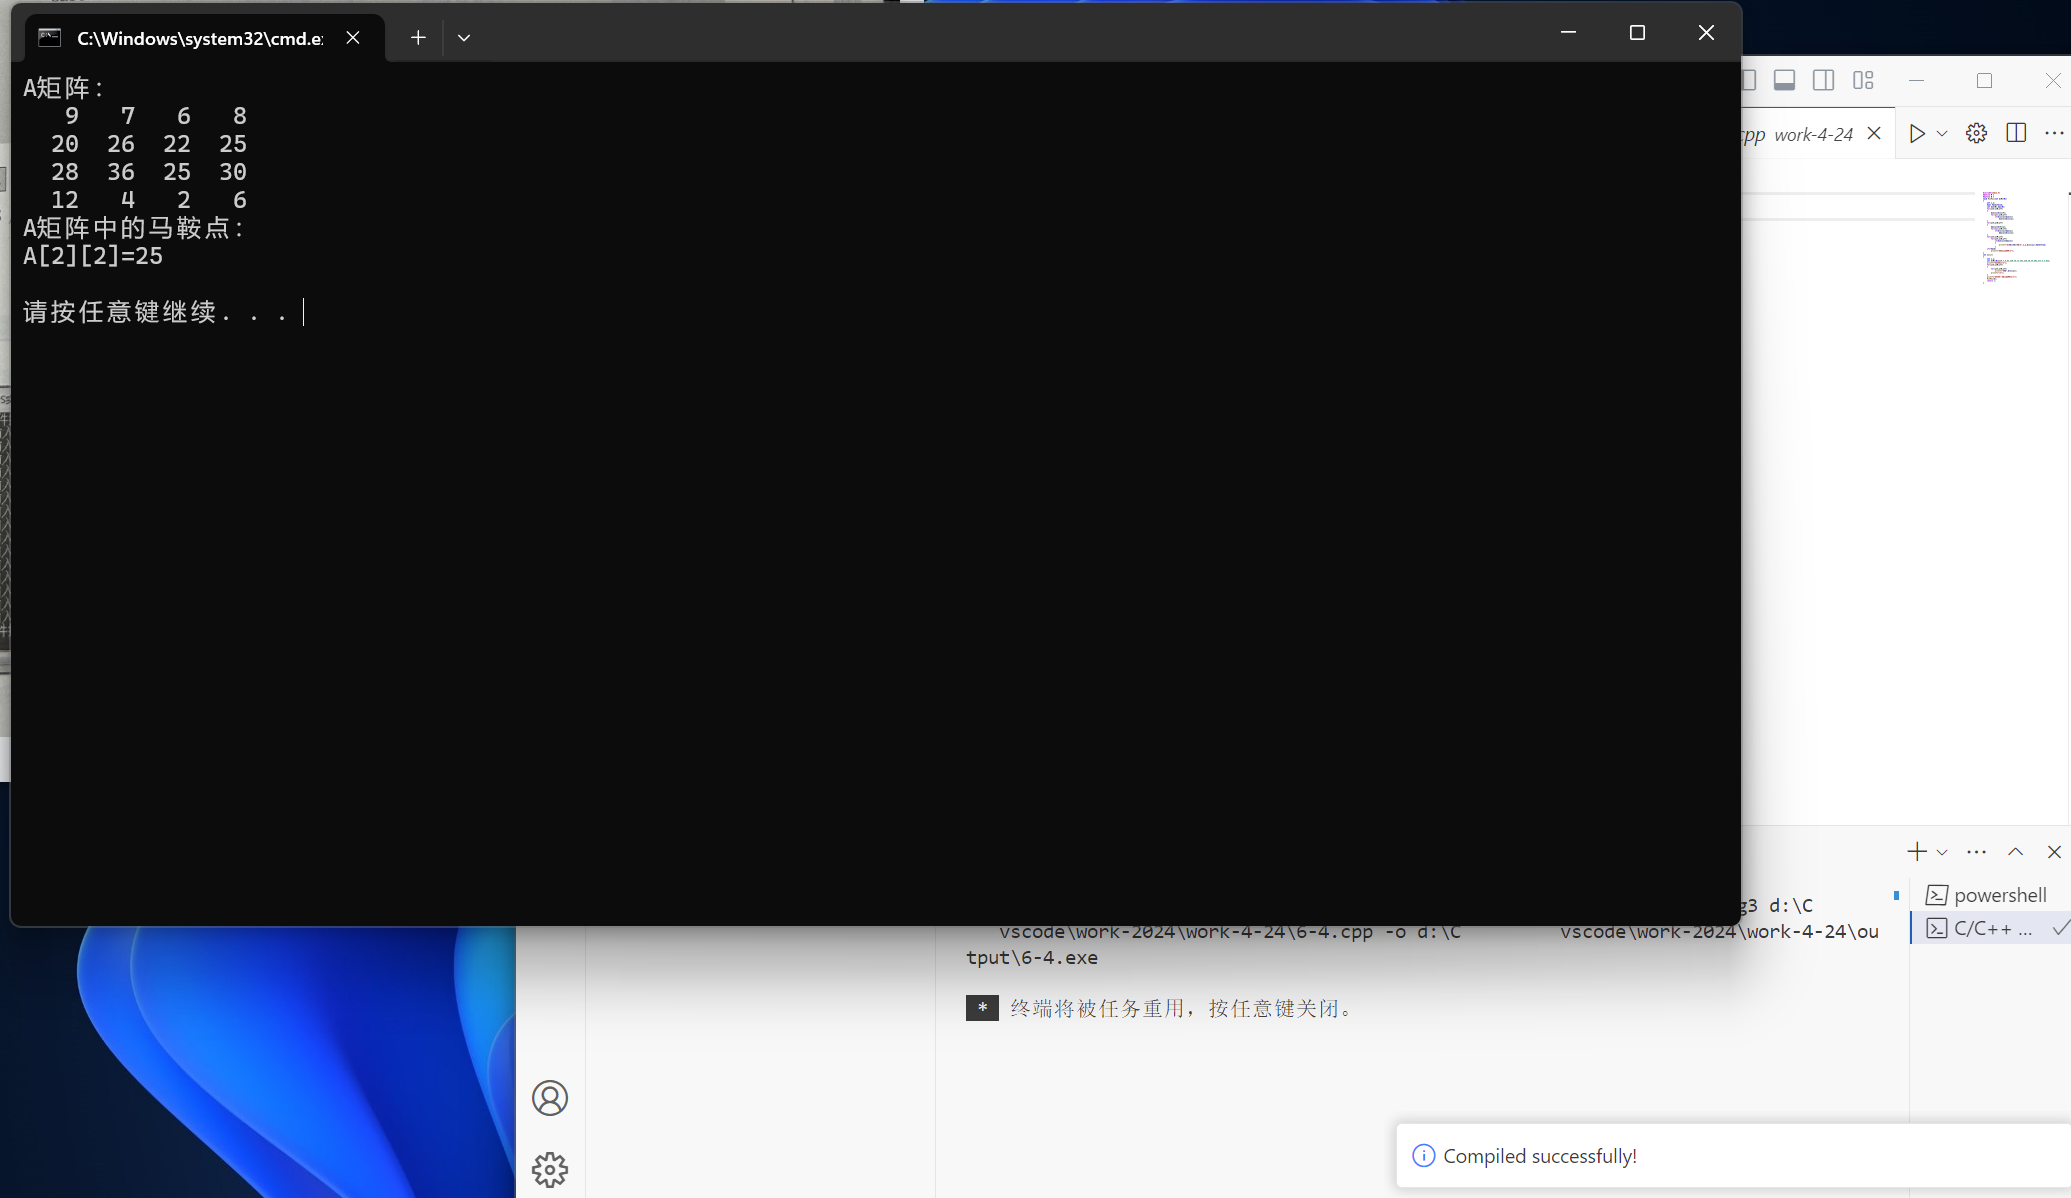 C:\Windows\system32\cmd.e
A矩阵：
9 7 6 8
20 26 22 25
28 36 25 30
12 4 2 6
A矩阵中的马鞍点：
A[2][2]=25
请按任意键继续. . .
cpp work-4-24
powershell
C/C++ ...
g3 d:\C
vscode\work-2024\work-4-24\6-4.cpp -o d:\C vscode\work-2024\work-4-24\ou
tput\6-4.exe
* 终端将被任务重用，按任意键关闭。
Compiled successfully!